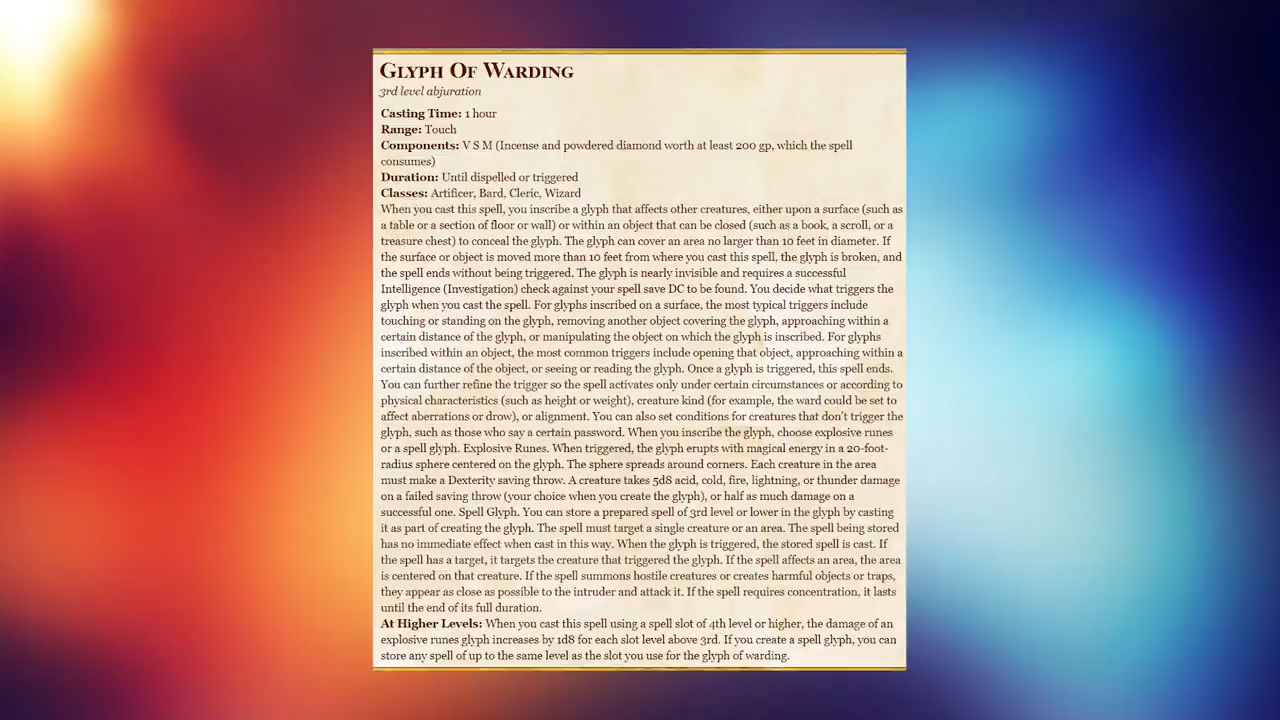 Glyph Of Warding
3rd level abjuration
Casting Time: 1 hour
Range: Touch
Components: V S M (Incense and powdered diamond worth at least 200 gp, which the spell
consumes)
Duration: Until dispelled or triggered
Classes: Artificer, Bard, Cleric, Wizard
When you cast this spell, you inscribe a glyph that affects other creatures, either upon a surface (such as
a table or a section of floor or wall) or within an object that can be closed (such as a book, a scroll, or a
treasure chest) to conceal the glyph. The glyph can cover an area no larger than 10 feet in diameter. If
the surface or object is moved more than 10 feet from where you cast this spell, the glyph is broken, and
the spell ends without being triggered. The glyph is nearly invisible and requires a successful
Intelligence (Investigation) check against your spell save DC to be found. You decide what triggers the
glyph when you cast the spell. For glyphs inscribed on a surface, the most typical triggers include
touching or standing on the glyph, removing another object covering the glyph, approaching within a
certain distance of the glyph, or manipulating the object on which the glyph is inscribed. For glyphs
inscribed within an object, the most common triggers include opening that object, approaching within a
certain distance of the object, or seeing or reading the glyph. Once a glyph is triggered, this spell ends.
You can further refine the trigger so the spell activates only under certain circumstances or according to
physical characteristics (such as height or weight), creature kind (for example, the ward could be set to
affect aberrations or drow), or alignment. You can also set conditions for creatures that don't trigger the
glyph, such as those who say a certain password. When you inscribe the glyph, choose explosive runes
or a spell glyph. Explosive Runes. When triggered, the glyph erupts with magical energy in a 20-foot-
radius sphere centered on the glyph. The sphere spreads around corners. Each creature in the area
must make a Dexterity saving throw. A creature takes 5d8 acid, cold, fire, lightning, or thunder damage
on a failed saving throw (your choice when you create the glyph), or half as much damage on a
successful one. Spell Glyph. You can store a prepared spell of 3rd level or lower in the glyph by casting
it as part of creating the glyph. The spell must target a single creature or an area. The spell being stored
has no immediate effect when cast in this way. When the glyph is triggered, the stored spell is cast. If
the spell has a target, it targets the creature that triggered the glyph. If the spell affects an area, the area
is centered on that creature. If the spell summons hostile creatures or creates harmful objects or traps,
they appear as close as possible to the intruder and attack it. If the spell requires concentration, it lasts
until the end of its full duration.
At Higher Levels: When you cast this spell using a spell slot of 4th level or higher, the damage of an
explosive runes glyph increases by 1d8 for each slot level above 3rd. If you create a spell glyph, you can
store any spell of up to the same level as the slot you use for the glyph of warding.